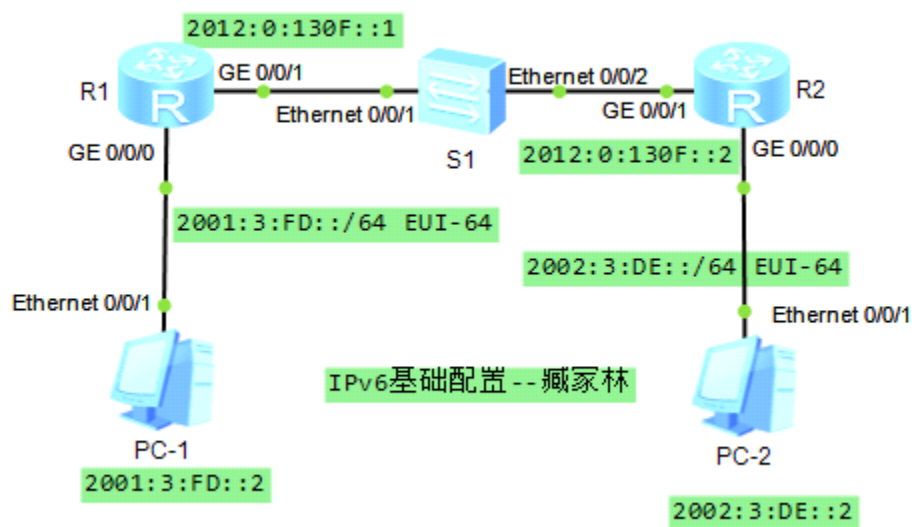 2012:0:130F::1
R1
GE 0/0/1
Ethernet 0/0/1
S1
Ethernet 0/0/2
GE 0/0/1
R2
GE 0/0/0
2012:0:130F::2
GE 0/0/0
2001:3:FD::/64 EUI-64
2002:3:DE::/64 EUI-64
Ethernet 0/0/1
Ethernet 0/0/1
IPv6基础配置--臧家林
PC-1
2001:3:FD::2
PC-2
2002:3:DE::2